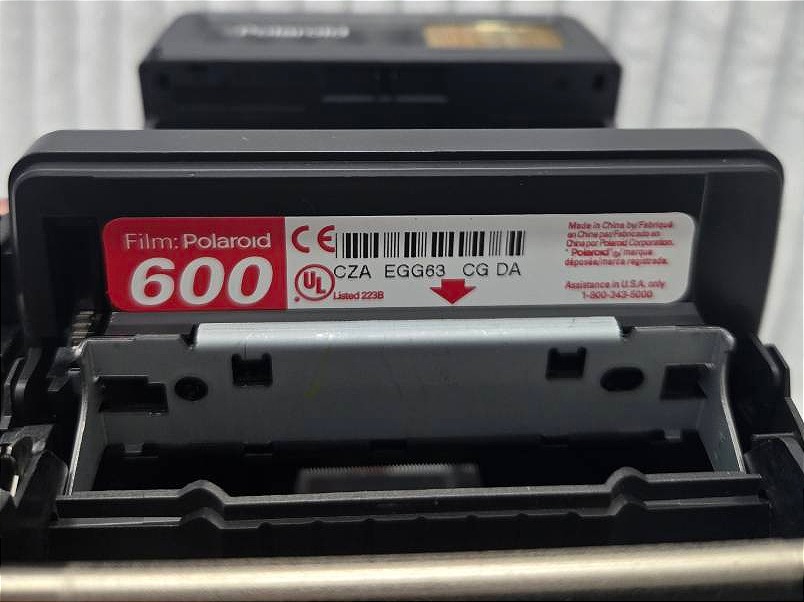 Polaroid
Film: Polaroid
600
CE
UL
CZA EGG63 CG DA
Listed 223B
Made in China by/Fabriqué
en Chine par/Fabricado en
China por Polaroid Corporation.
"Polaroid" ®/marque
déposée/marca registrada.
Assistance in U.S.A. only
1-800-343-5000